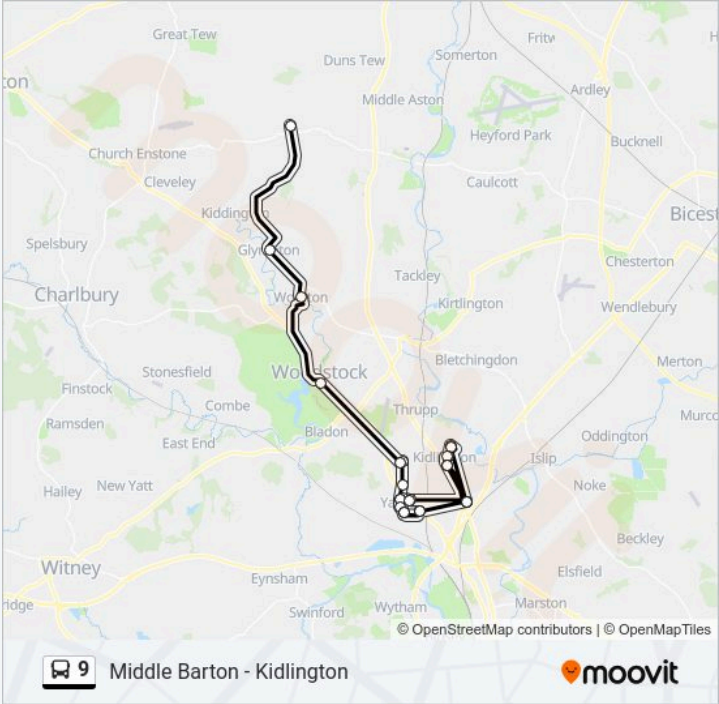 Great Tew
Duns Tew
Somerton
Fritw
ton
Ardley
Middle Aston
Heyford Park
Bucknell
Church Enstone
Cleveley
Caulcott
Bicest
Kiddington
Spelsbury
Glympton
Chesterton
Tackley
Charlbury
Wootton
Kirtlington
Wendlebury
Bletchingdon
Merton
Stonesfield
Woodstock
Finstock
Combe
Thrupp
Murco
Ramsden
Bladon
Oddington
East End
Kidlington
Islip
Halley
New Yatt
Noke
Beckley
Witney
Eynsham
Elsfield
ridge
Swinford
Wytham
Marston
© OpenStreetMap contributors | © OpenMapTiles
9 Middle Barton - Kidlington
moovit